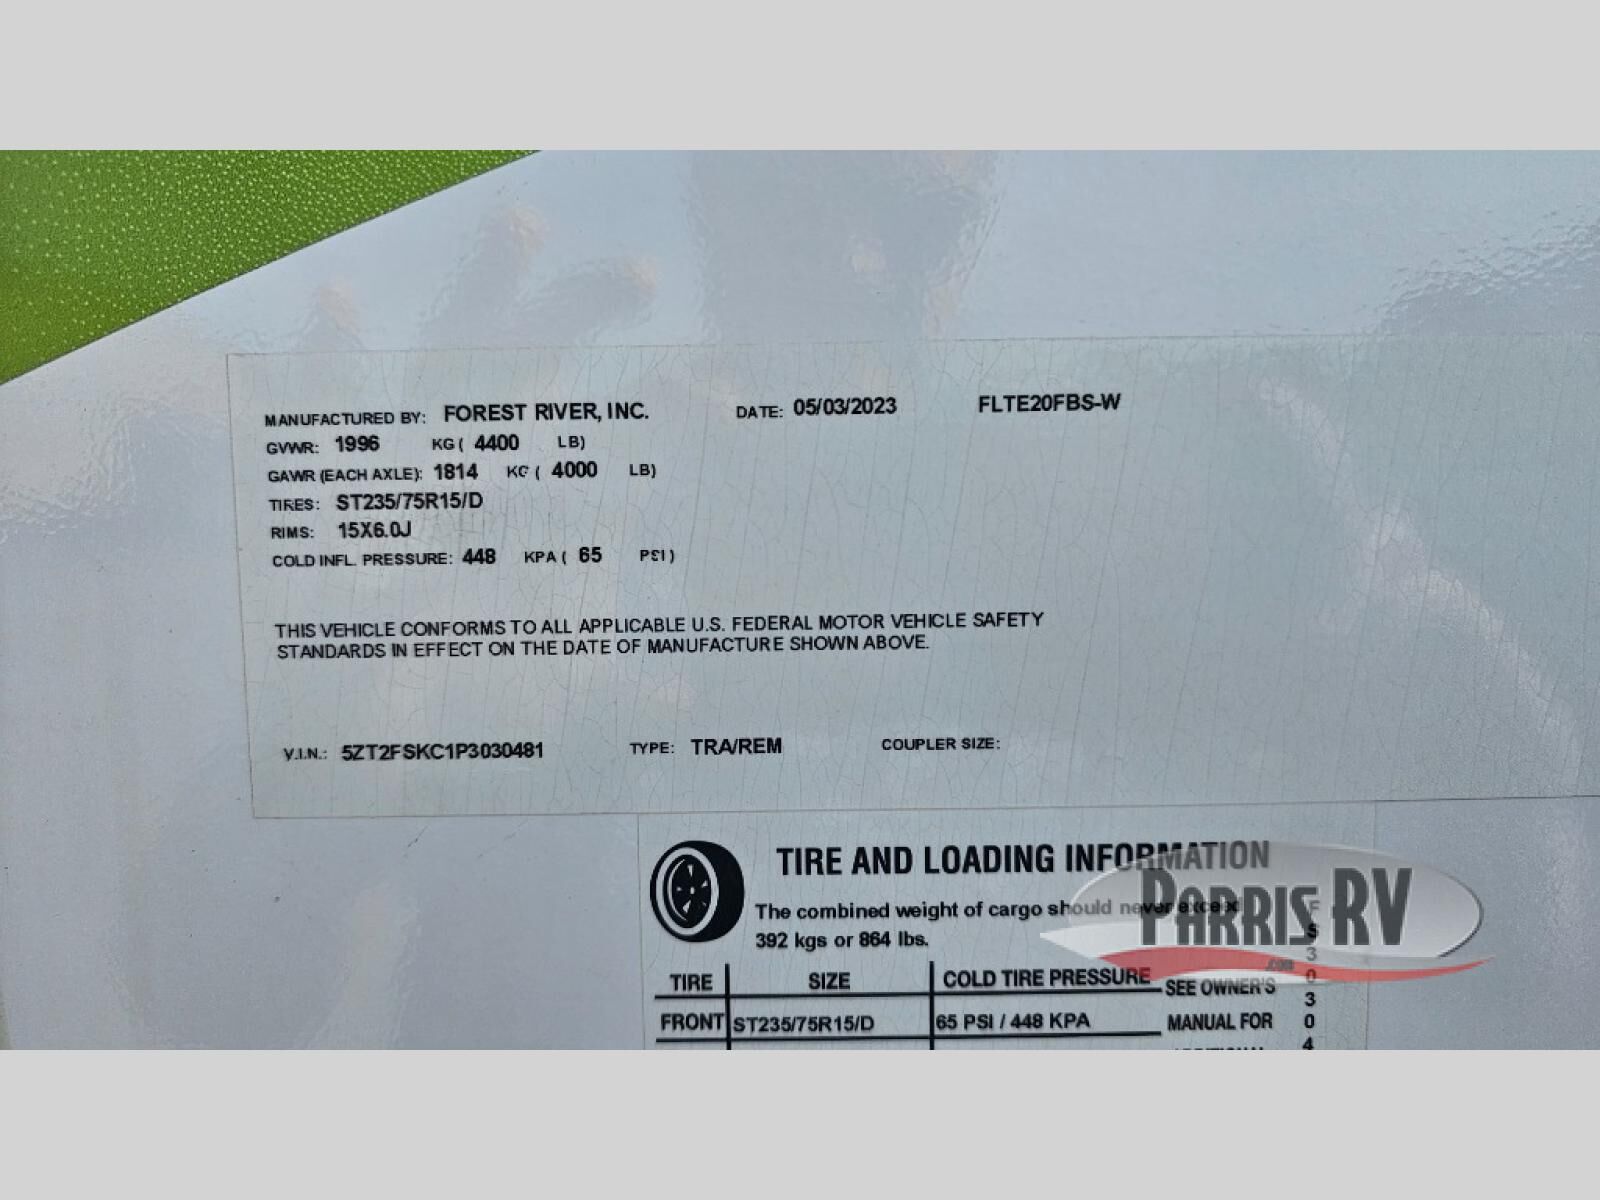 MANUFACTURED BY: FOREST RIVER, INC. DATE: 05/03/2023 FLTE20FBS-W
GVWR: 1996 KG ( 4400 LB)
GAWR (EACH AXLE): 1814 KG ( 4000 LB)
TIRES: ST235/75R15/D
RIMS: 15X6.0J
COLD INFL. PRESSURE: 448 KPA ( 65 PSI )
THIS VEHICLE CONFORMS TO ALL APPLICABLE U.S. FEDERAL MOTOR VEHICLE SAFETY
STANDARDS IN EFFECT ON THE DATE OF MANUFACTURE SHOWN ABOVE.
V.I.N.: 5ZT2FSKC1P3030481 TYPE: TRA/REM COUPLER SIZE:
TIRE AND LOADING INFORMATION
The combined weight of cargo should never exceed
392 kgs or 864 lbs.
TIRE SIZE COLD TIRE PRESSURE SEE OWNER'S
FRONT ST235/75R15/D 65 PSI / 448 KPA MANUAL FOR
FS30304
PARRIS RV
.com